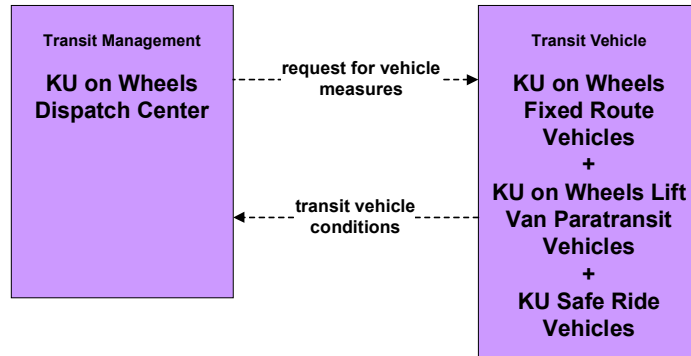 Transit Management
KU on Wheels
Dispatch Center
request for vehicle
measures
transit vehicle
conditions
Transit Vehicle
KU on Wheels
Fixed Route
Vehicles
+
KU on Wheels Lift
Van Paratransit
Vehicles
+
KU Safe Ride
Vehicles